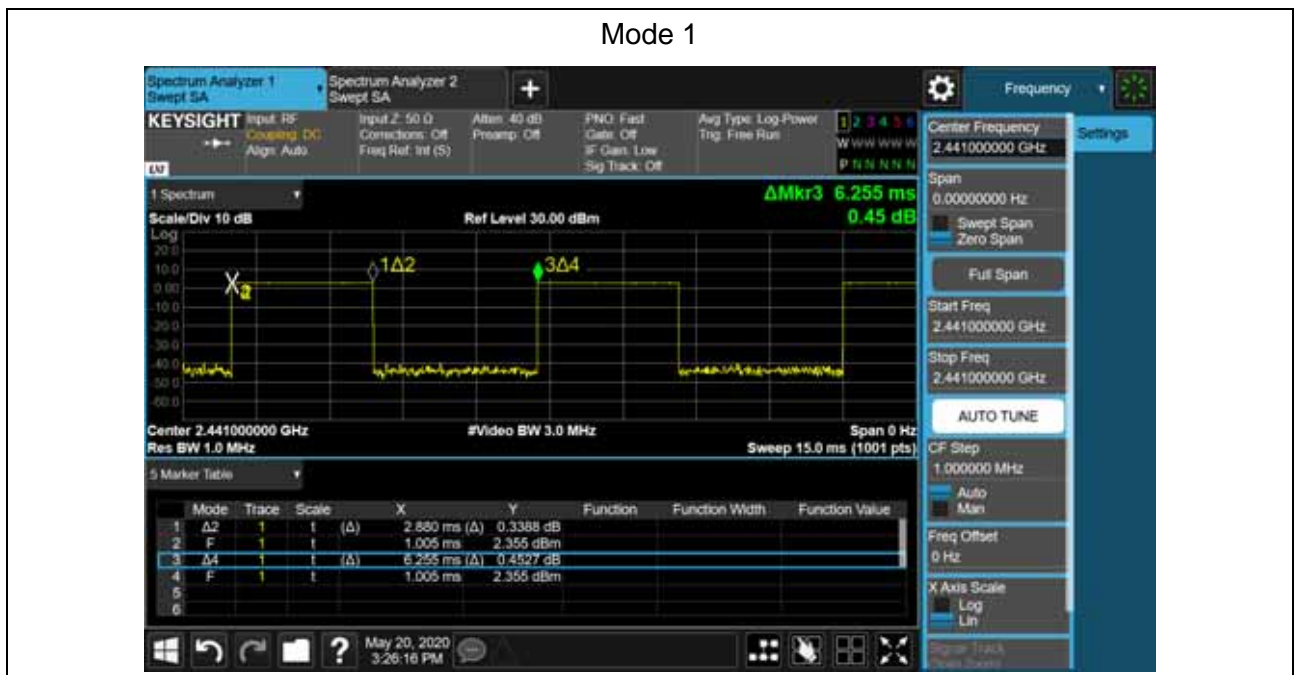 Mode 1
Spectrum Analyzer 1
Swept SA
Spectrum Analyzer 2
Swept SA
+
Frequency
KEYSIGHT
Input: RF
Coupling: DC
Align: Auto
Input Z: 50 Ω
Corrections: Off
Freq Ref: Int (S)
Atten: 40 dB
Preamp: Off
PNO: Fast
Gate: Off
IF Gain: Low
Sig Track: Off
Avg Type: Log-Power
Trig: Free Run
1 2 3 4 5 6
W W W W W W
P N N N N N
Center Frequency
2.441000000 GHz
Settings
Span
0.00000000 Hz
Swept Span
Zero Span
Full Span
Start Freq
2.441000000 GHz
Stop Freq
2.441000000 GHz
AUTO TUNE
CF Step
1.000000 MHz
Auto
Man
Freq Offset
0 Hz
X Axis Scale
Log
Lin
Signal Track
1 Spectrum
ΔMkr3 6.255 ms
0.45 dB
Scale/Div 10 dB
Ref Level 30.00 dBm
Log
20.0
10.0
0.00
-10.0
-20.0
-30.0
-40.0
-50.0
-60.0
1Δ2
3Δ4
Center 2.441000000 GHz
#Video BW 3.0 MHz
Span 0 Hz
Res BW 1.0 MHz
Sweep 15.0 ms (1001 pts)
5 Marker Table
Mode Trace Scale X Y Function Function Width Function Value
1 Δ2 1 t (Δ) 2.880 ms (Δ) 0.3388 dB
2 F 1 t 1.005 ms 2.355 dBm
3 Δ4 1 t (Δ) 6.255 ms (Δ) 0.4527 dB
4 F 1 t 1.005 ms 2.355 dBm
5
6
?
May 20, 2020
3:26:16 PM